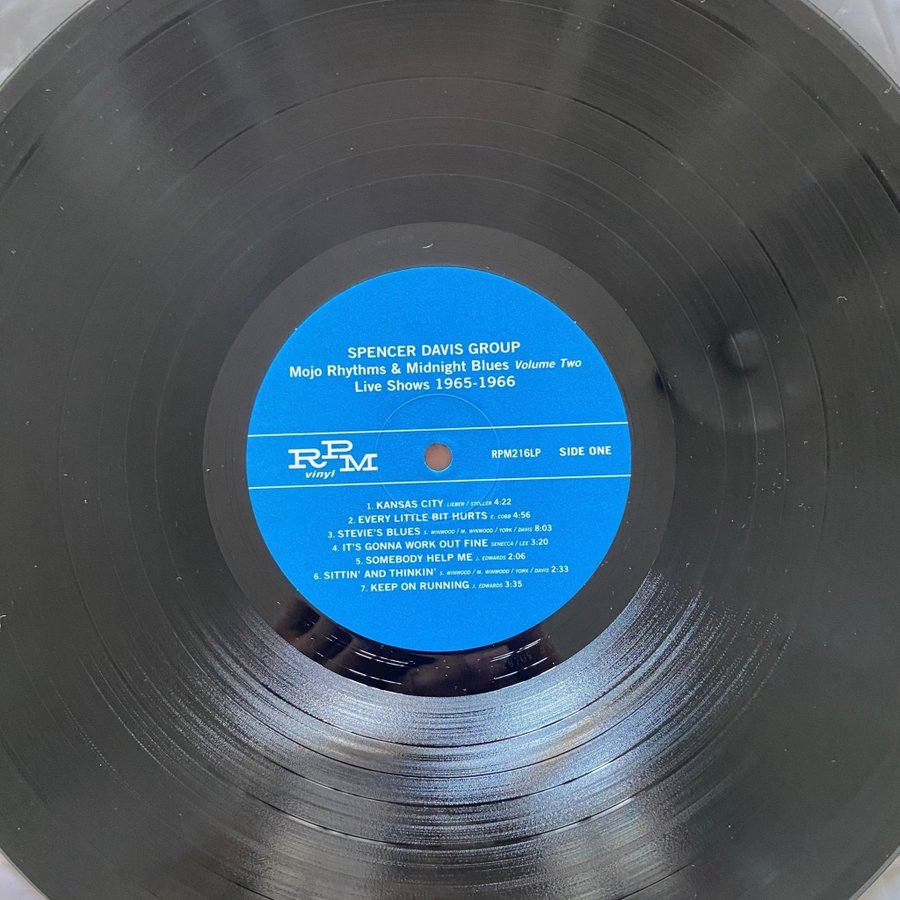 SPENCER DAVIS GROUP
Mojo Rhythms & Midnight Blues Volume Two
Live Shows 1965-1966
RPM
vinyl
RPM216LP SIDE ONE
1. KANSAS CITY LIEBER / STOLLER 4:22
2. EVERY LITTLE BIT HURTS E. COBB 4:56
3. STEVIE'S BLUES S. WINWOOD / M. WINWOOD / YORK / DAVIS 8:03
4. IT'S GONNA WORK OUT FINE SENECCA / LEE 3:20
5. SOMEBODY HELP ME J. EDWARDS 2:06
6. SITTIN' AND THINKIN' S. WINWOOD / M. WINWOOD / YORK / DAVIS 2:33
7. KEEP ON RUNNING J. EDWARDS 3:35